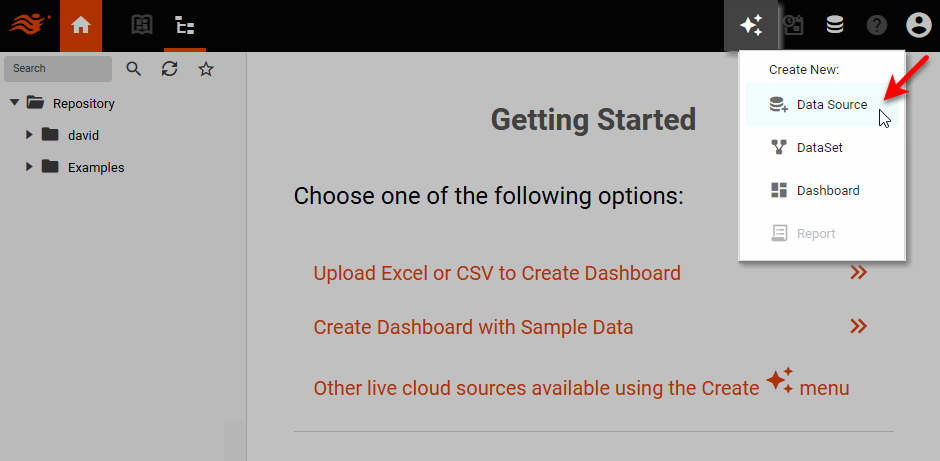 Search
Repository
david
Examples
Getting Started
Choose one of the following options:
Upload Excel or CSV to Create Dashboard
Create Dashboard with Sample Data
Other live cloud sources available using the Create menu
Create New:
Data Source
DataSet
Dashboard
Report